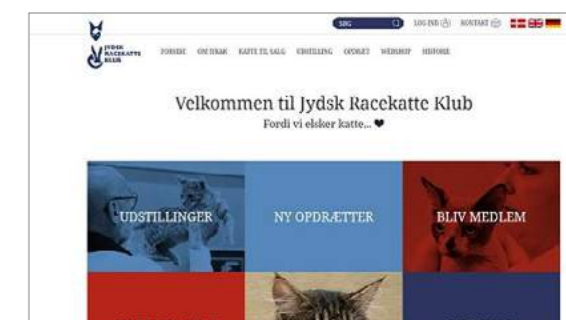 SØG LOG IND KONTAKT
JYDSK
RACEKATTE
KLUB
FORSIDE OM JYRAK KATTE TIL SALG UDSTILLING OPDRÆT WEBSHOP HISTORIE
Velkommen til Jydsk Racekatte Klub
Fordi vi elsker katte...
UDSTILLINGER NY OPDRÆTTER BLIV MEDLEM